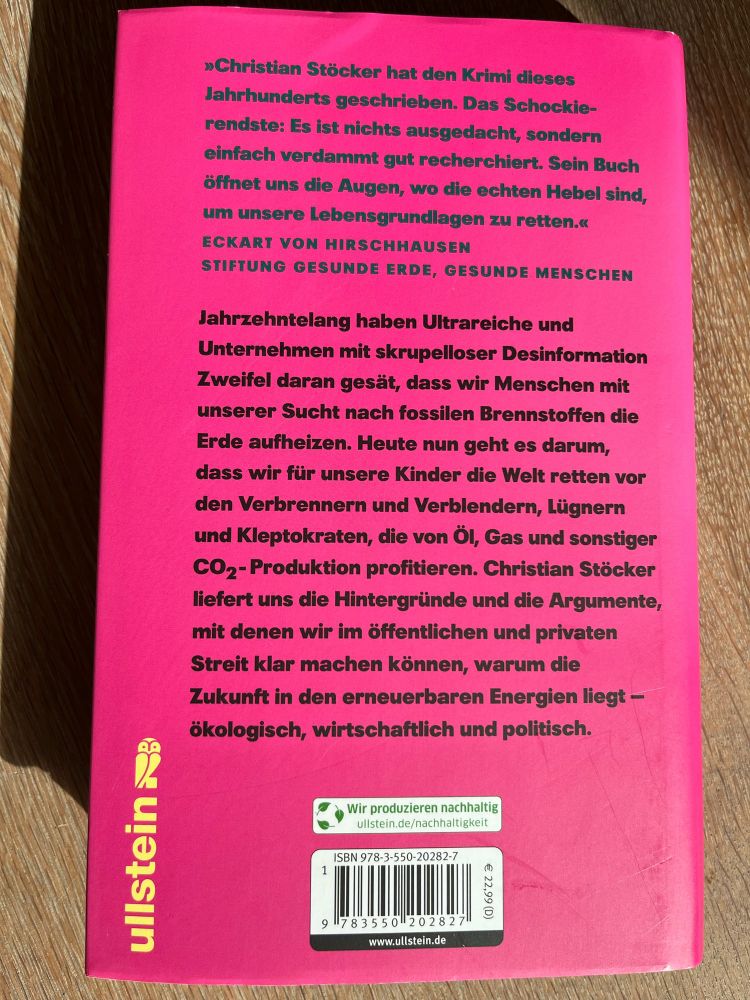 »Christian Stöcker hat den Krimi dieses
Jahrhunderts geschrieben. Das Schockie-
rendste: Es ist nichts ausgedacht, sondern
einfach verdammt gut recherchiert. Sein Buch
öffnet uns die Augen, wo die echten Hebel sind,
um unsere Lebensgrundlagen zu retten.«
ECKART VON HIRSCHHAUSEN
STIFTUNG GESUNDE ERDE, GESUNDE MENSCHEN
Jahrzehntelang haben Ultrareiche und
Unternehmen mit skrupelloser Desinformation
Zweifel daran gesät, dass wir Menschen mit
unserer Sucht nach fossilen Brennstoffen die
Erde aufheizen. Heute nun geht es darum,
dass wir für unsere Kinder die Welt retten vor
den Verbrennern und Verblendern, Lügnern
und Kleptokraten, die von Öl, Gas und sonstiger
CO₂-Produktion profitieren. Christian Stöcker
liefert uns die Hintergründe und die Argumente,
mit denen wir im öffentlichen und privaten
Streit klar machen können, warum die
Zukunft in den erneuerbaren Energien liegt –
ökologisch, wirtschaftlich und politisch.
ullstein
Wir produzieren nachhaltig
ullstein.de/nachhaltigkeit
ISBN 978-3-550-20282-7
€ 22,99 (D)
1
9 783550 202827
www.ullstein.de